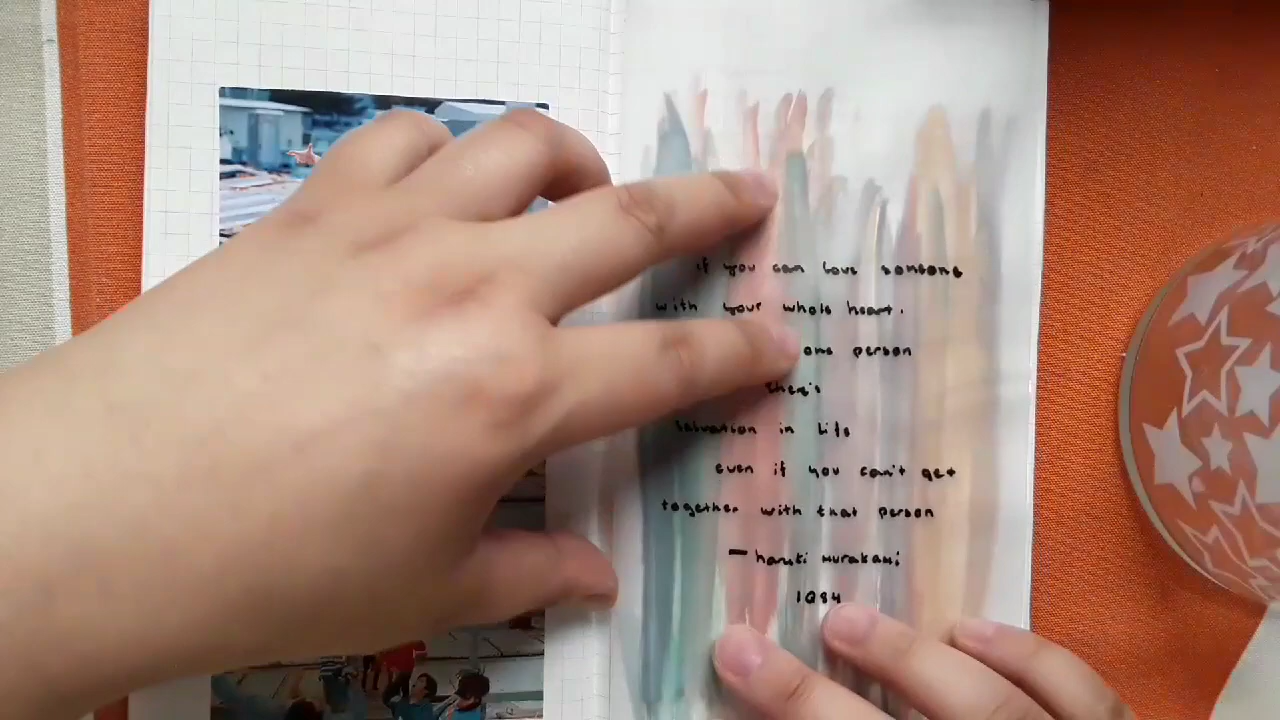 if you can love someone
with your whole heart.
one person
there's
salvation in life
even if you can't get
together with that person
— haruki murakami
1Q84